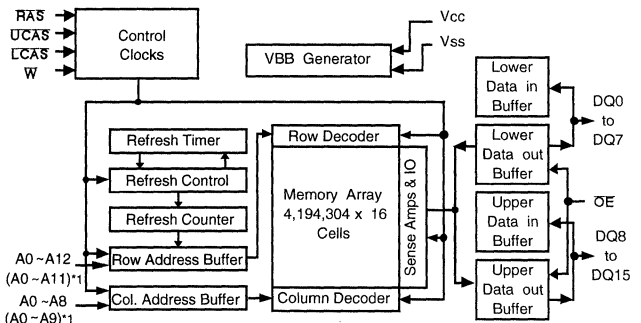 RAS
UCAS
LCAS
W
Control
Clocks
VBB Generator
Vcc
Vss
Lower
Data in
Buffer
Lower
Data out
Buffer
Upper
Data in
Buffer
Upper
Data out
Buffer
DQ0
to
DQ7
OE
DQ8
to
DQ15
Refresh Timer
Refresh Control
Refresh Counter
Row Address Buffer
Col. Address Buffer
Row Decoder
Memory Array
4,194,304 x 16
Cells
Column Decoder
Sense Amps & IO
A0 ~A12
(A0 ~A11)*1
A0 ~A8
(A0 ~A9)*1